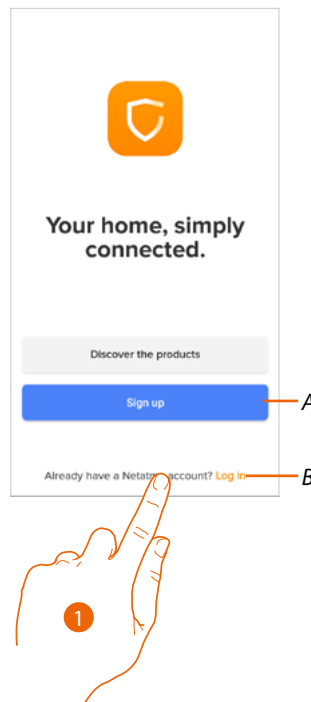 Your home, simply
connected.
Discover the products
Sign up
A
Already have a Netatmo account? Log in
B
1